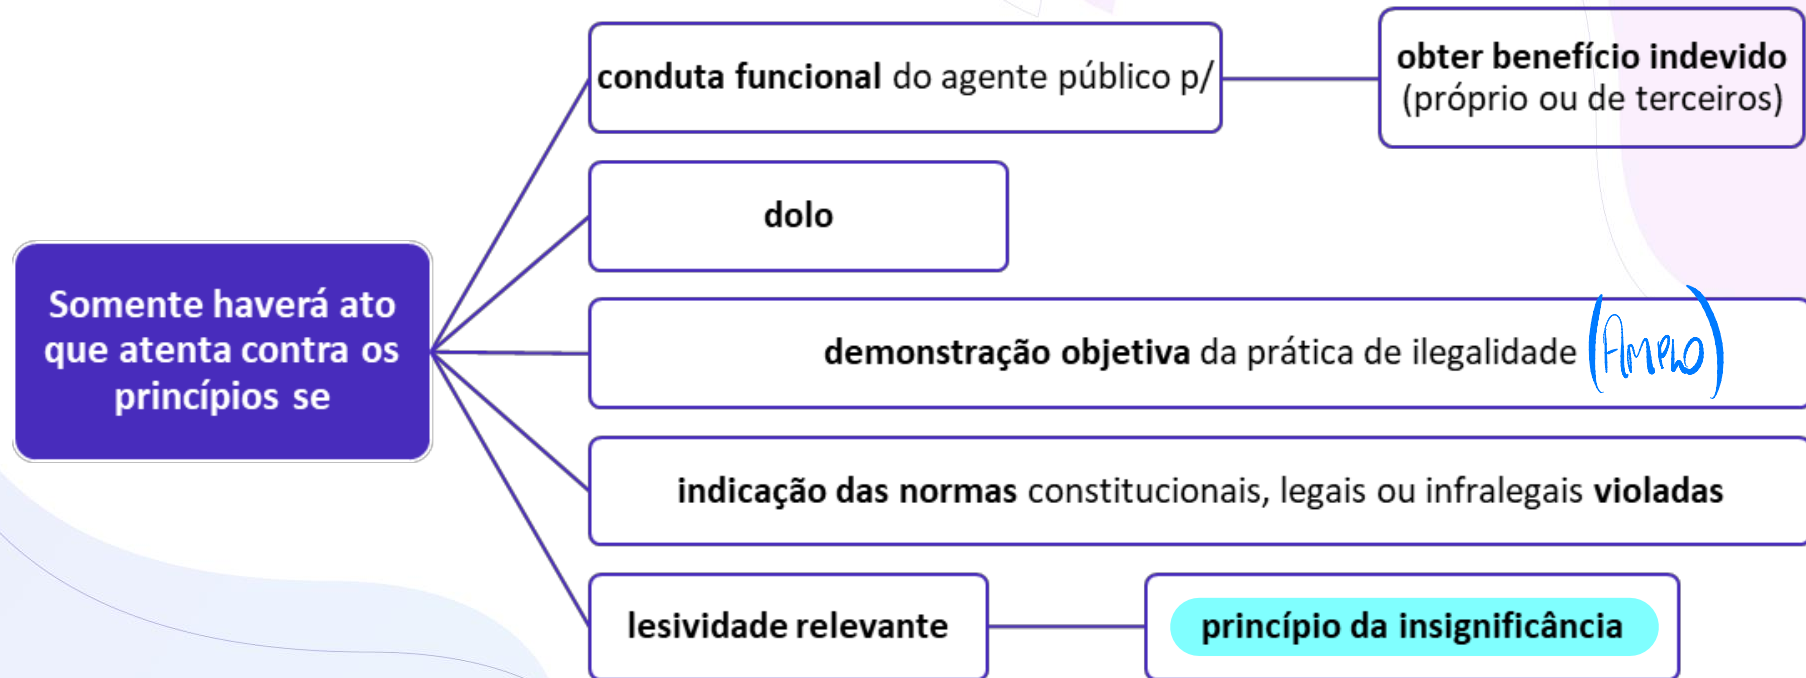 conduta funcional do agente público p/
obter benefício indevido
(próprio ou de terceiros)
dolo
Somente haverá ato
que atenta contra os
princípios se
demonstração objetiva da prática de ilegalidade (AMPLO)
indicação das normas constitucionais, legais ou infralegais violadas
lesividade relevante
princípio da insignificância